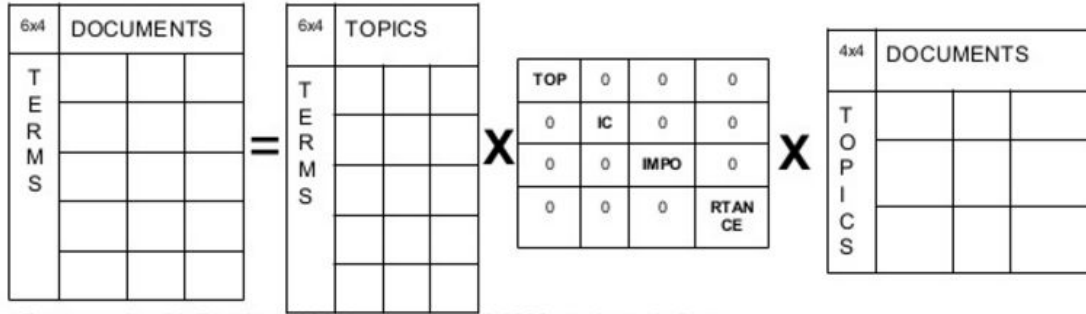 6x4 DOCUMENTS
T
E
R
M
S
=
6x4 TOPICS
T
E
R
M
S
X
TOP 0 0 0
0 IC 0 0
0 0 IMPO 0
0 0 0 RTAN
CE
X
4x4 DOCUMENTS
T
O
P
I
C
S